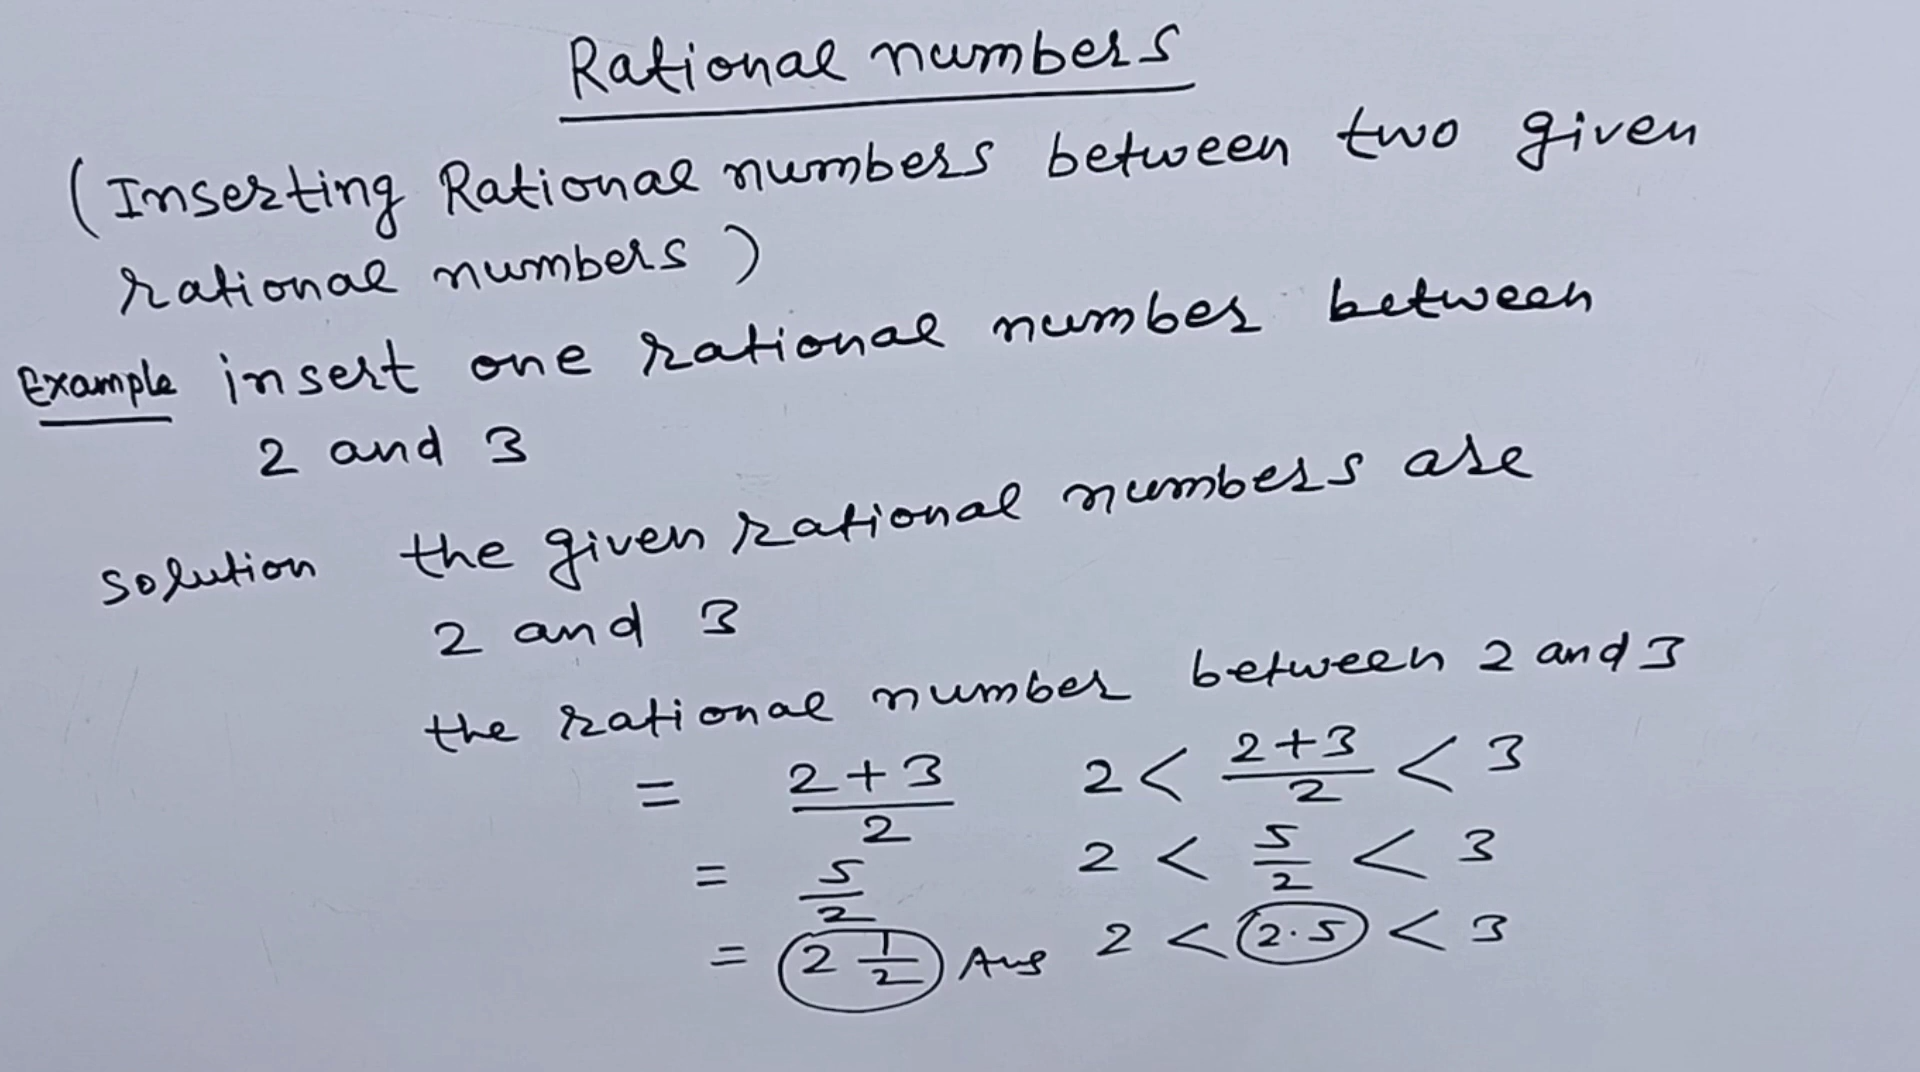 Rational numbers
(Inserting Rational numbers between two given
rational numbers)
Example insert one rational number between
2 and 3
solution the given rational numbers are
2 and 3
the rational number between 2 and 3
= (2+3)/2 2 < (2+3)/2 < 3
= 5/2 2 < 5/2 < 3
= 2 1/2 Ans 2 < 2.5 < 3